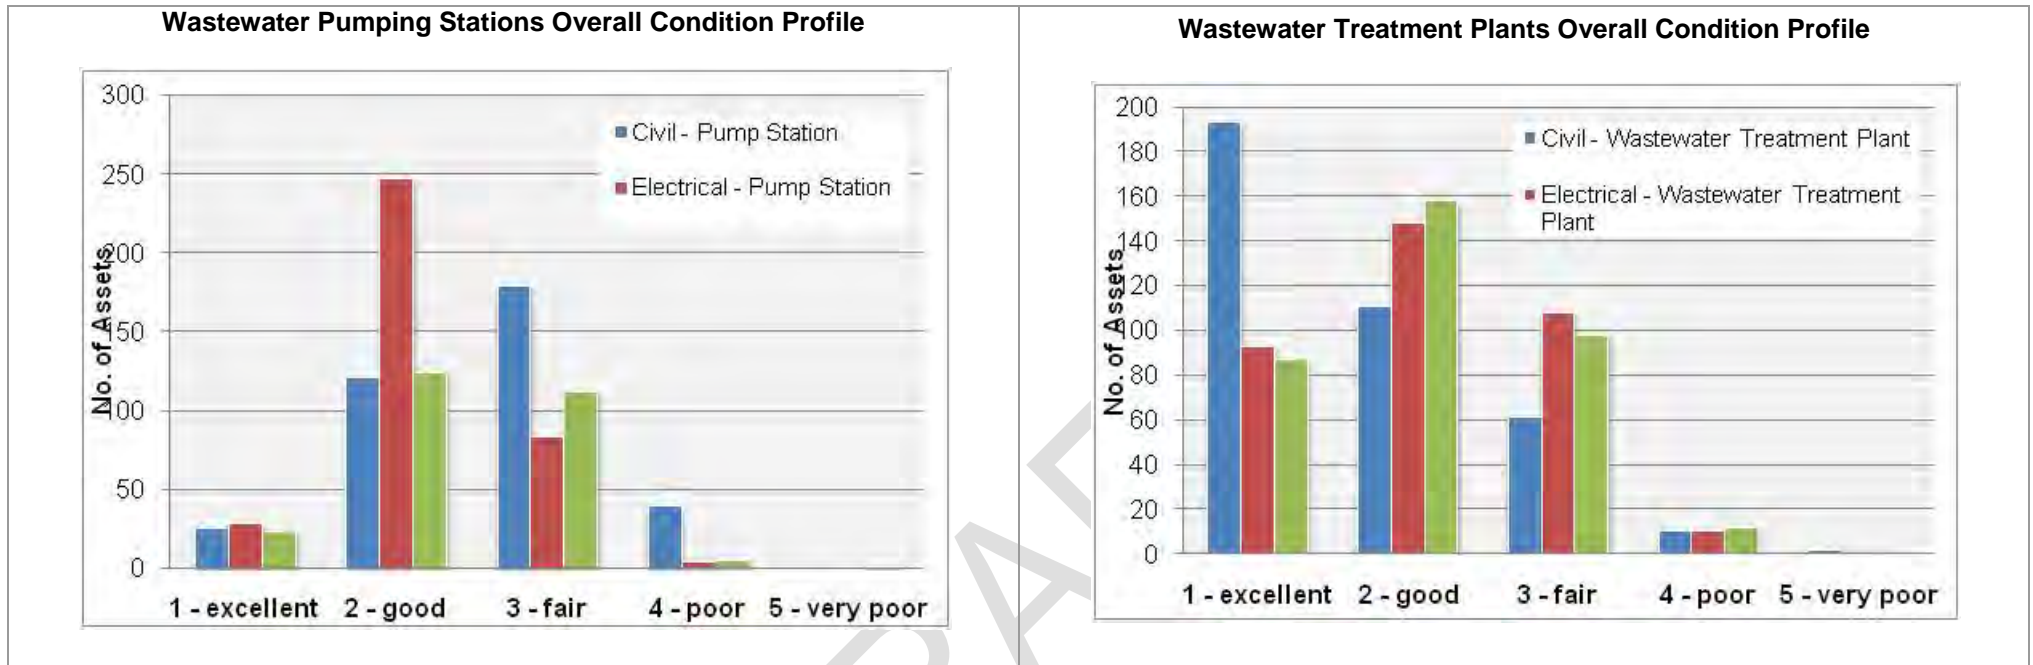 Wastewater Pumping Stations Overall Condition Profile
300
250
200
150
100
50
0
No. of Assets
Civil - Pump Station
Electrical - Pump Station
1 - excellent 2 - good 3 - fair 4 - poor 5 - very poor
Wastewater Treatment Plants Overall Condition Profile
200
180
160
140
120
100
80
60
40
20
0
No. of Assets
Civil - Wastewater Treatment Plant
Electrical - Wastewater Treatment
Plant
1 - excellent 2 - good 3 - fair 4 - poor 5 - very poor